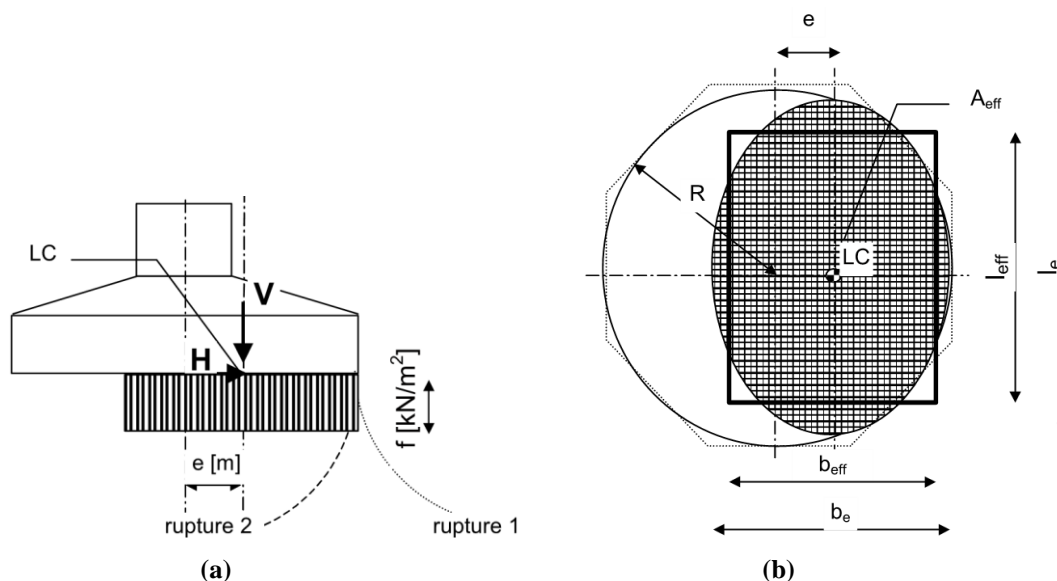 LC
V
H
f [kN/m²]
e [m]
rupture 2
rupture 1
(a)
e
A_eff
R
LC
l_eff
l_e
b_eff
b_e
(b)